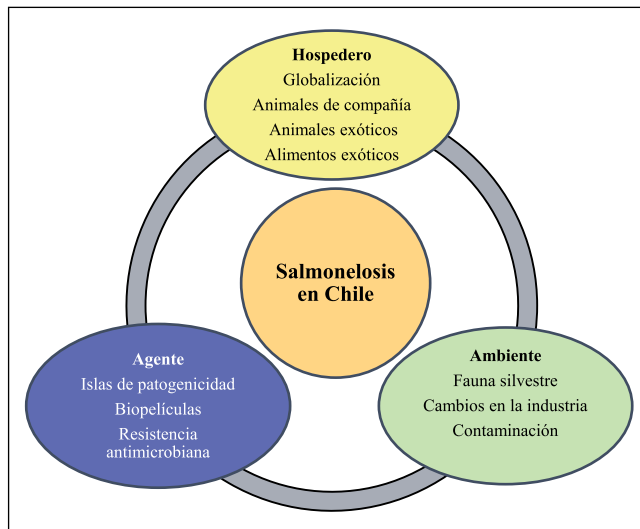 Hospedero
Globalización
Animales de compañía
Animales exóticos
Alimentos exóticos
Salmonelosis
en Chile
Agente
Islas de patogenicidad
Biopelículas
Resistencia
antimicrobiana
Ambiente
Fauna silvestre
Cambios en la industria
Contaminación